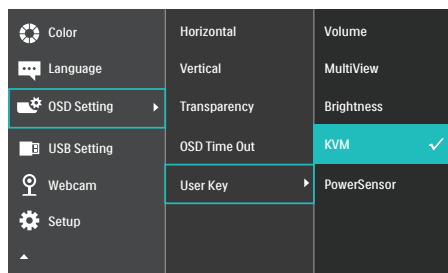 Color
Language
OSD Setting
USB Setting
Webcam
Setup
Horizontal
Vertical
Transparency
OSD Time Out
User Key
Volume
MultiView
Brightness
KVM
PowerSensor